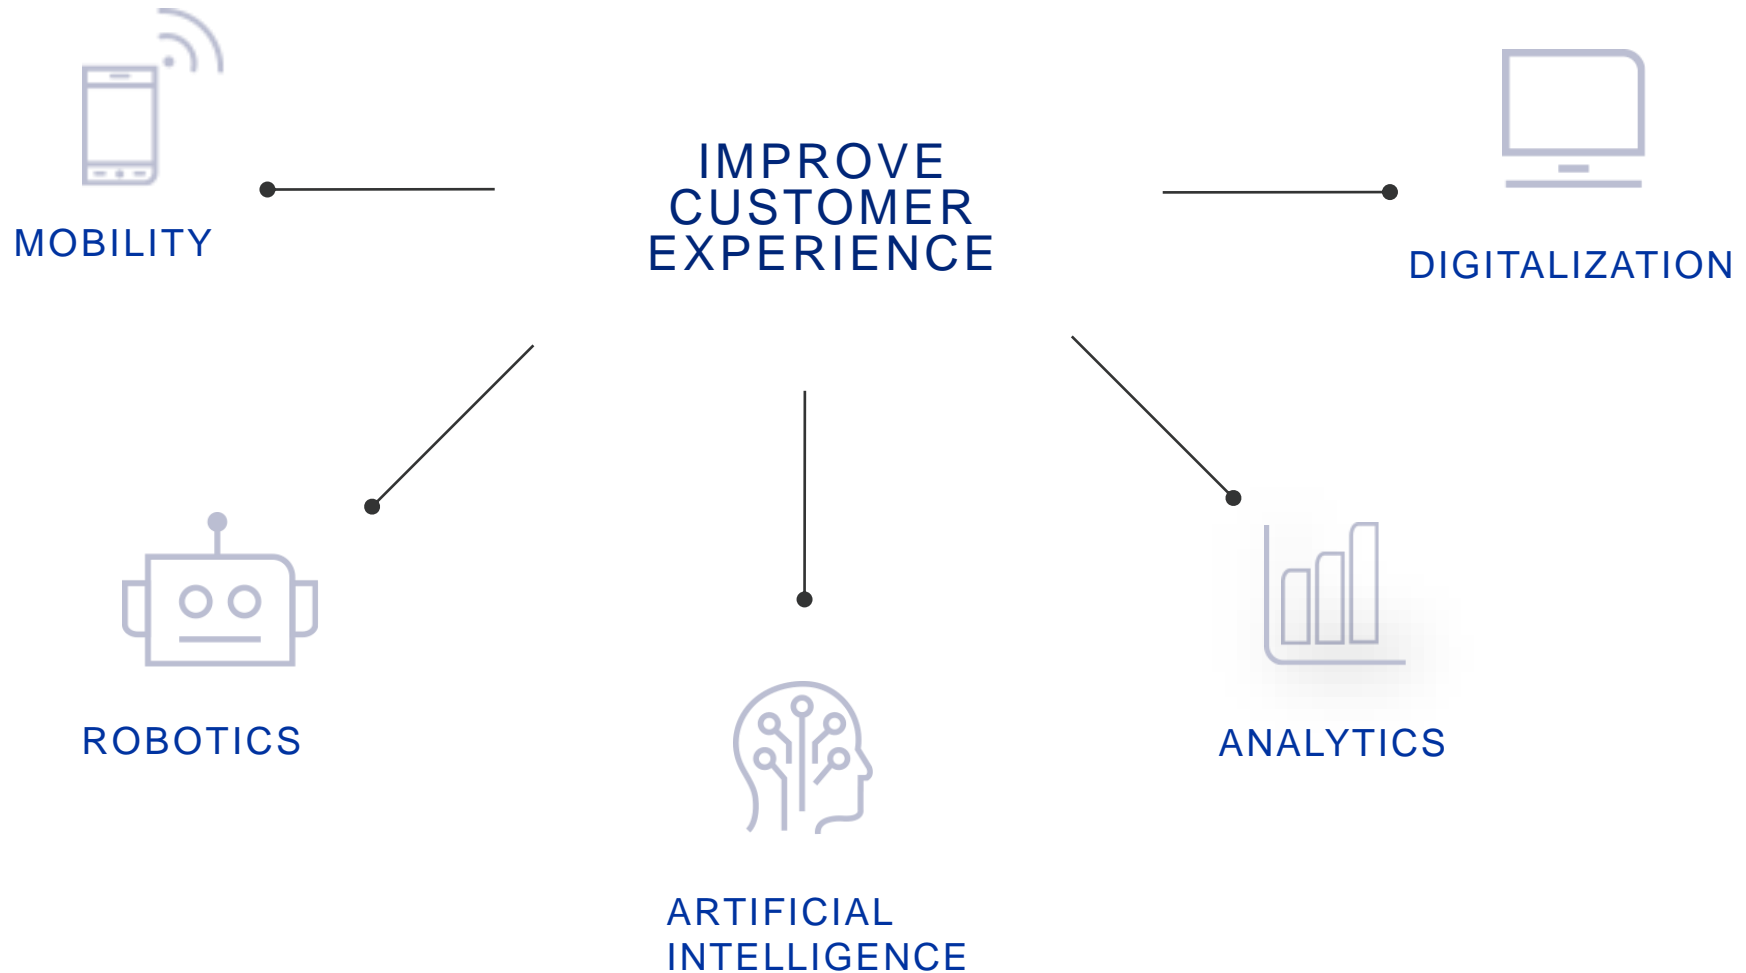 IMPROVE
CUSTOMER
EXPERIENCE
MOBILITY
DIGITALIZATION
ROBOTICS
ANALYTICS
ARTIFICIAL
INTELLIGENCE